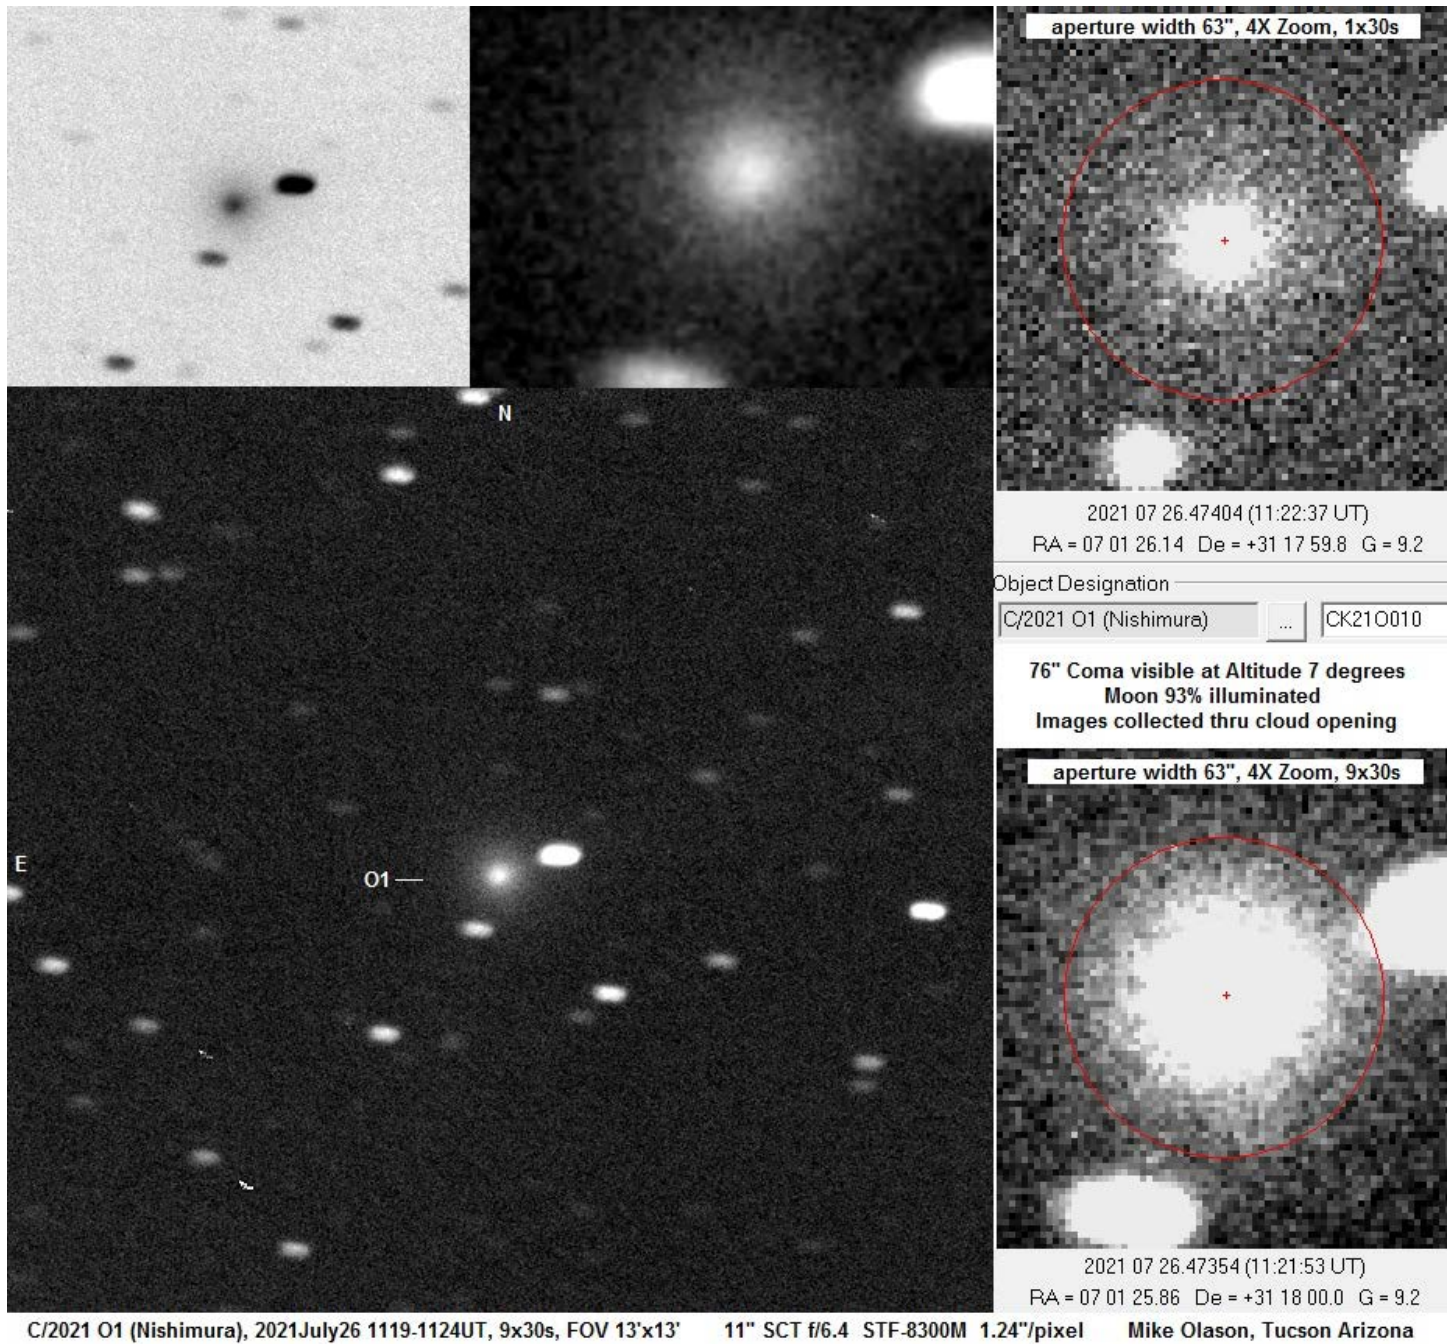 aperture width 63", 4X Zoom, 1x30s
2021 07 26.47404 (11:22:37 UT)
RA = 07 01 26.14 De = +31 17 59.8 G = 9.2
Object Designation
C/2021 O1 (Nishimura) ... CK21O010
76" Coma visible at Altitude 7 degrees
Moon 93% illuminated
Images collected thru cloud opening
aperture width 63", 4X Zoom, 9x30s
2021 07 26.47354 (11:21:53 UT)
RA = 07 01 25.86 De = +31 18 00.0 G = 9.2
N
E
O1
C/2021 O1 (Nishimura), 2021July26 1119-1124UT, 9x30s, FOV 13'x13' 11" SCT f/6.4 STF-8300M 1.24"/pixel Mike Olason, Tucson Arizona